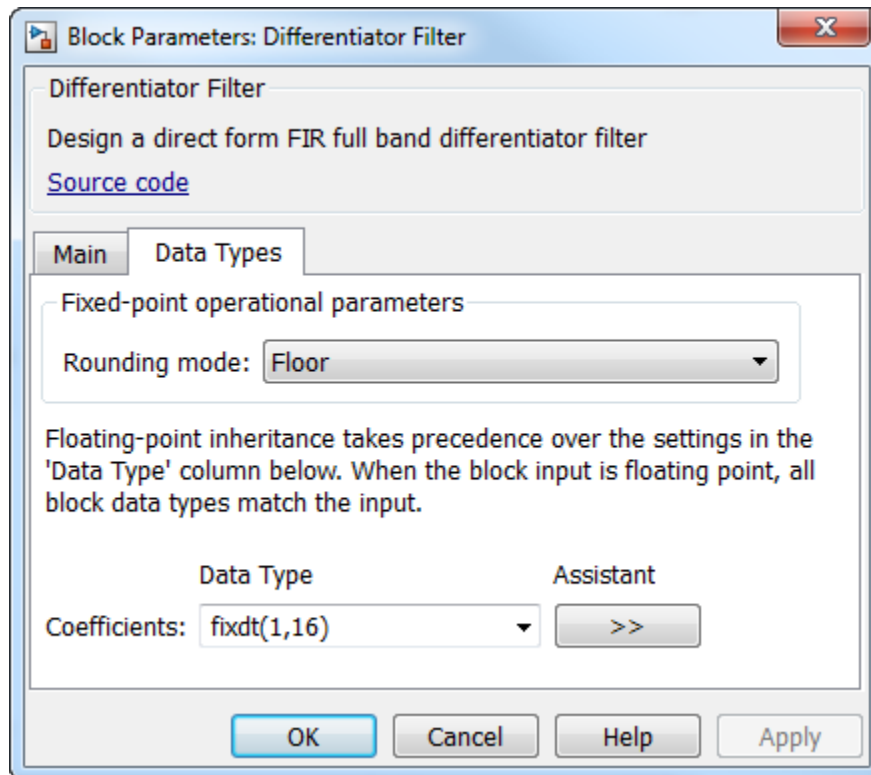 Block Parameters: Differentiator Filter
Differentiator Filter
Design a direct form FIR full band differentiator filter
Source code
Main
Data Types
Fixed-point operational parameters
Rounding mode: Floor
Floating-point inheritance takes precedence over the settings in the
'Data Type' column below. When the block input is floating point, all
block data types match the input.
Data Type Assistant
Coefficients: fixdt(1,16) >>
OK Cancel Help Apply